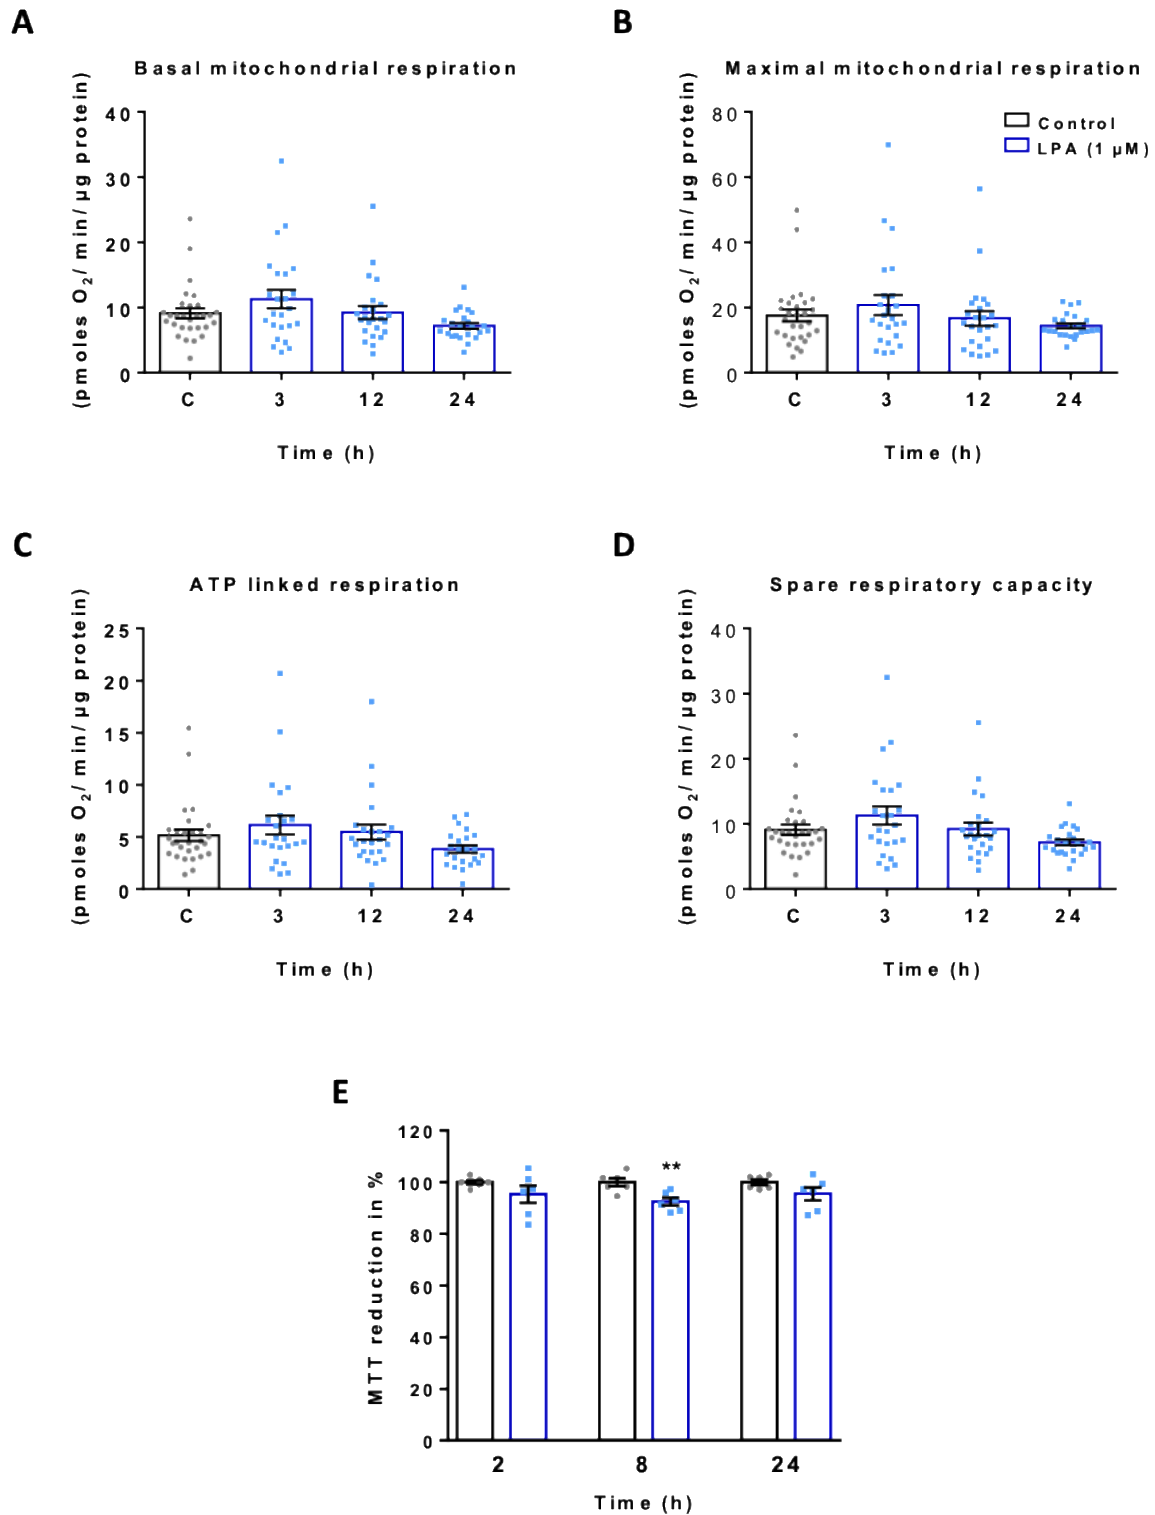 A
Basal mitochondrial respiration
(pmoles O2/ min/ µg protein)
40
30
20
10
0
C 3 12 24
Time (h)
B
Maximal mitochondrial respiration
(pmoles O2/ min/ µg protein)
80
60
40
20
0
Control
LPA (1 µM)
C 3 12 24
Time (h)
C
ATP linked respiration
(pmoles O2/ min/ µg protein)
25
20
15
10
5
0
C 3 12 24
Time (h)
D
Spare respiratory capacity
(pmoles O2/ min/ µg protein)
40
30
20
10
0
C 3 12 24
Time (h)
E
MTT reduction in %
120
100
80
60
40
20
0
**
2 8 24
Time (h)